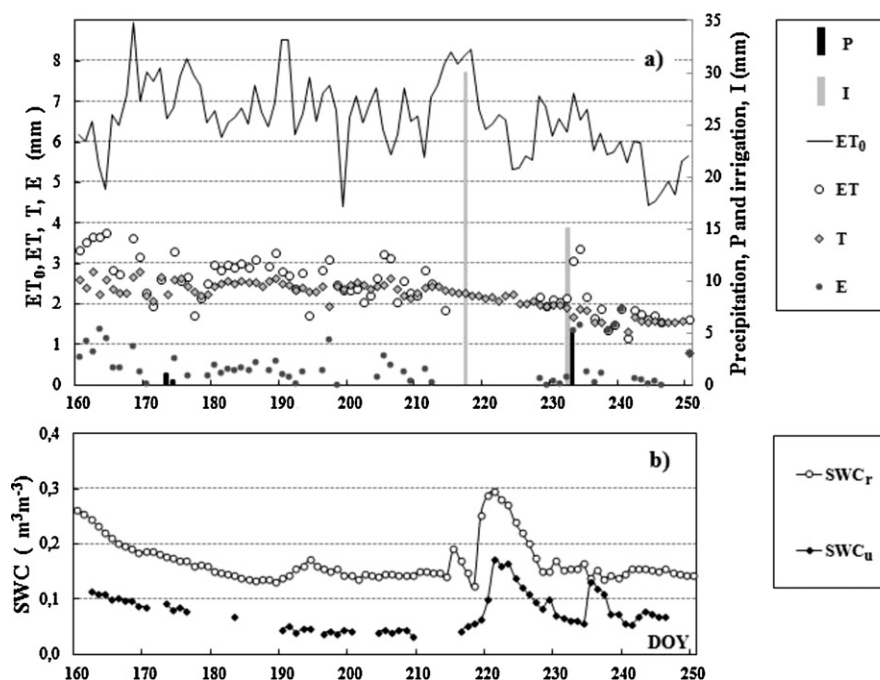 a)
ET0, ET, T, E (mm)
8
7
6
5
4
3
2
1
0
Precipitation, P and irrigation, I (mm)
35
30
25
20
15
10
5
0
160 170 180 190 200 210 220 230 240 250
P
I
ET0
ET
T
E
b)
SWC ( m3m-3)
0,4
0,3
0,2
0,1
0,0
DOY
160 170 180 190 200 210 220 230 240 250
SWCr
SWCu